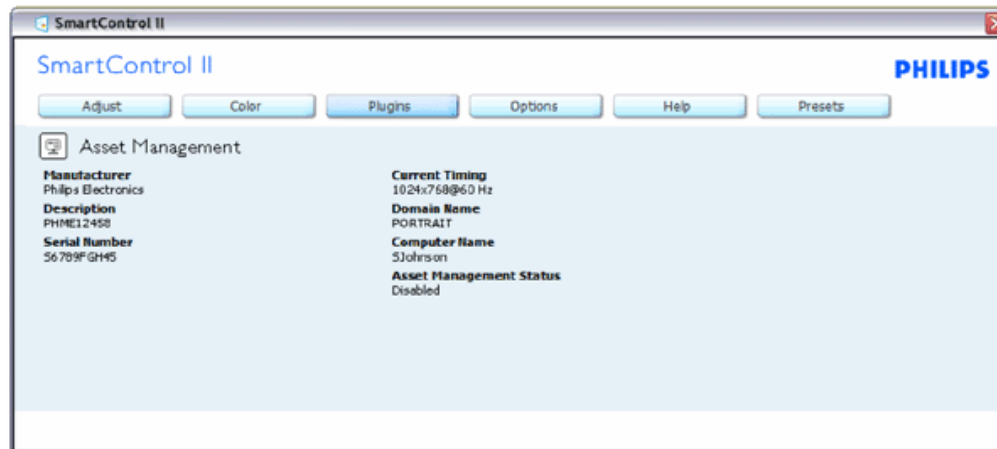 SmartControl II
SmartControl II
PHILIPS
Adjust Color Plugins Options Help Presets
Asset Management
Manufacturer
Philips Electronics
Description
PHME12458
Serial Number
56789FGH45
Current Timing
1024x768@60 Hz
Domain Name
PORTRAIT
Computer Name
SJohnson
Asset Management Status
Disabled